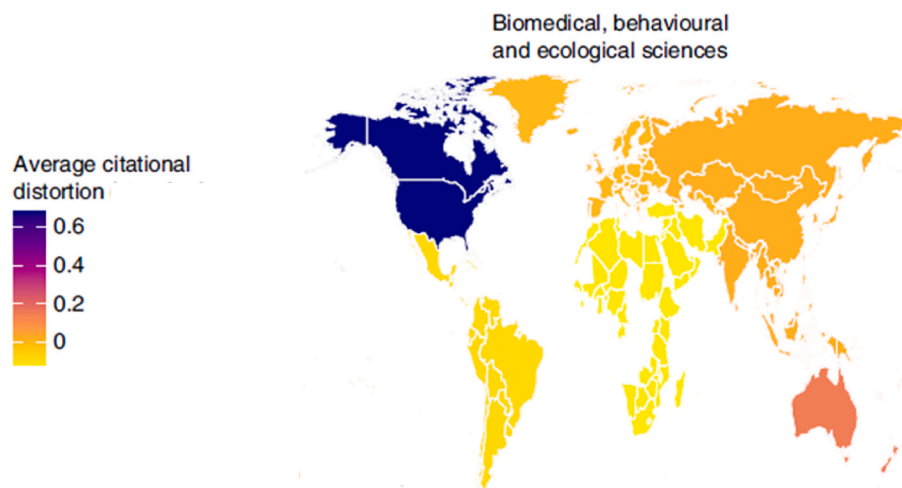 Biomedical, behavioural
and ecological sciences
Average citational
distortion
0.6
0.4
0.2
0